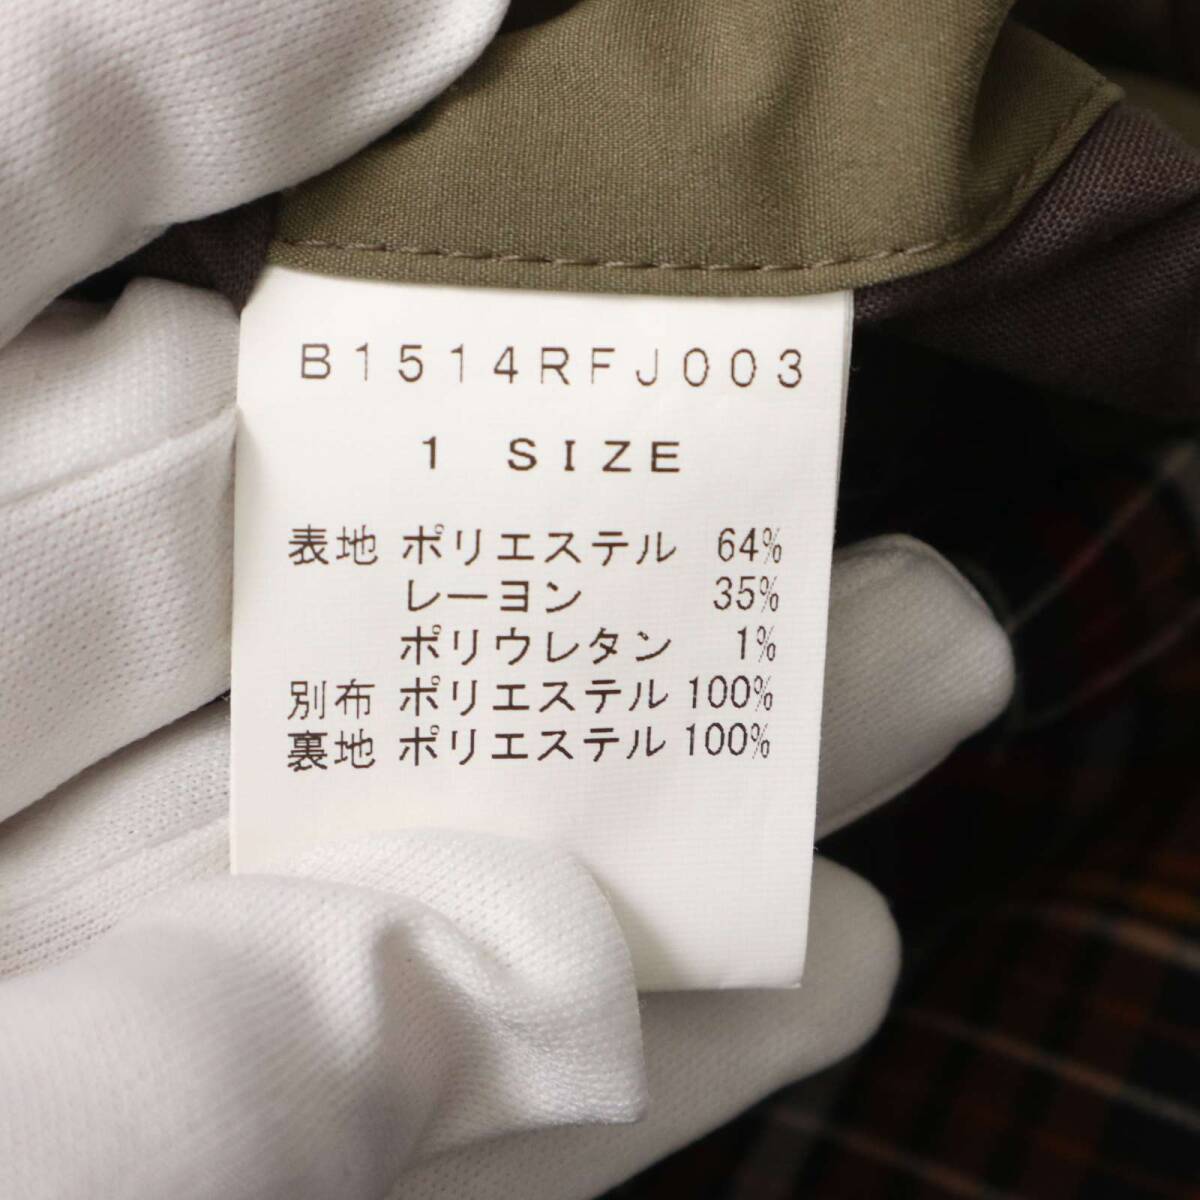 B1514RFJ003
1 SIZE
表地 ポリエステル 64%
レーヨン 35%
ポリウレタン 1%
別布 ポリエステル 100%
裏地 ポリエステル 100%